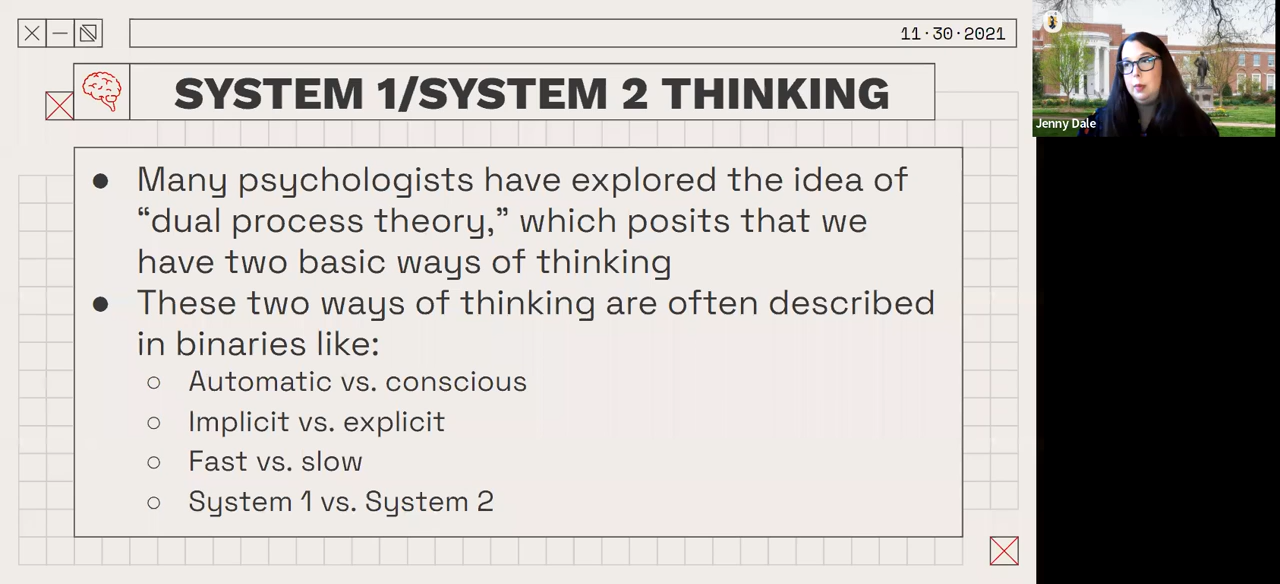 11·30·2021
SYSTEM 1/SYSTEM 2 THINKING
● Many psychologists have explored the idea of
“dual process theory,” which posits that we
have two basic ways of thinking
● These two ways of thinking are often described
in binaries like:
○ Automatic vs. conscious
○ Implicit vs. explicit
○ Fast vs. slow
○ System 1 vs. System 2
Jenny Dale